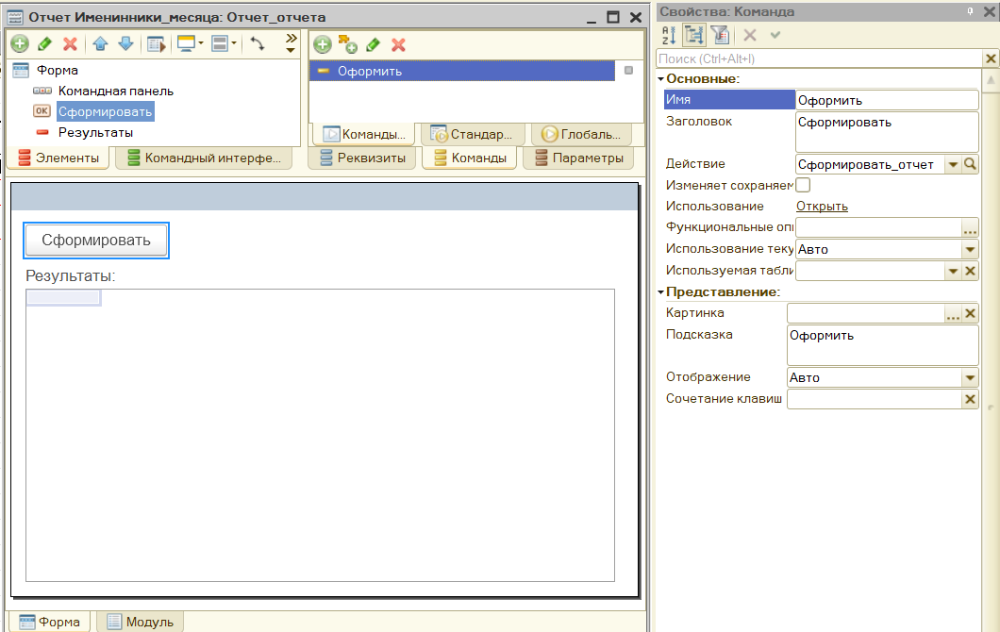 Отчет Именинники_месяца: Отчет_отчета
Форма
Командная панель
OK Сформировать
Результаты
Элементы
Командный интерфе...
Оформить
Команды...
Стандар...
Глобаль...
Реквизиты
Команды
Параметры
Сформировать
Результаты:
Форма
Модуль
Свойства: Команда
Поиск (Ctrl+Alt+I)
Основные:
Имя Оформить
Заголовок Сформировать
Действие Сформировать_отчет
Изменяет сохраняем
Использование Открыть
Функциональные опı
Использование теку Авто
Используемая табли
Представление:
Картинка
Подсказка Оформить
Отображение Авто
Сочетание клавиш